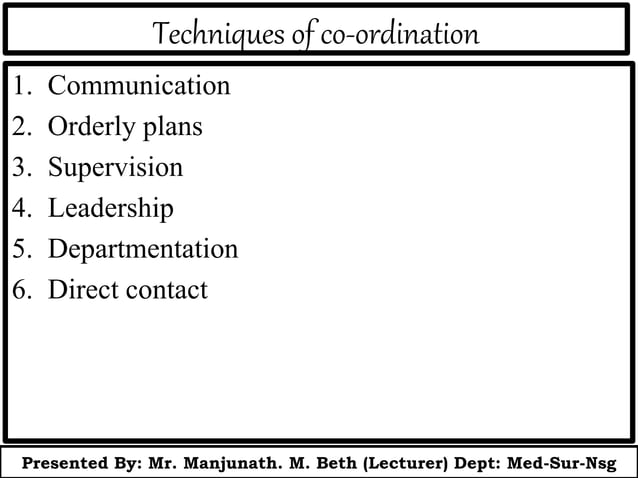 Techniques of co-ordination
1. Communication
2. Orderly plans
3. Supervision
4. Leadership
5. Departmentation
6. Direct contact
Presented By: Mr. Manjunath. M. Beth (Lecturer) Dept: Med-Sur-Nsg